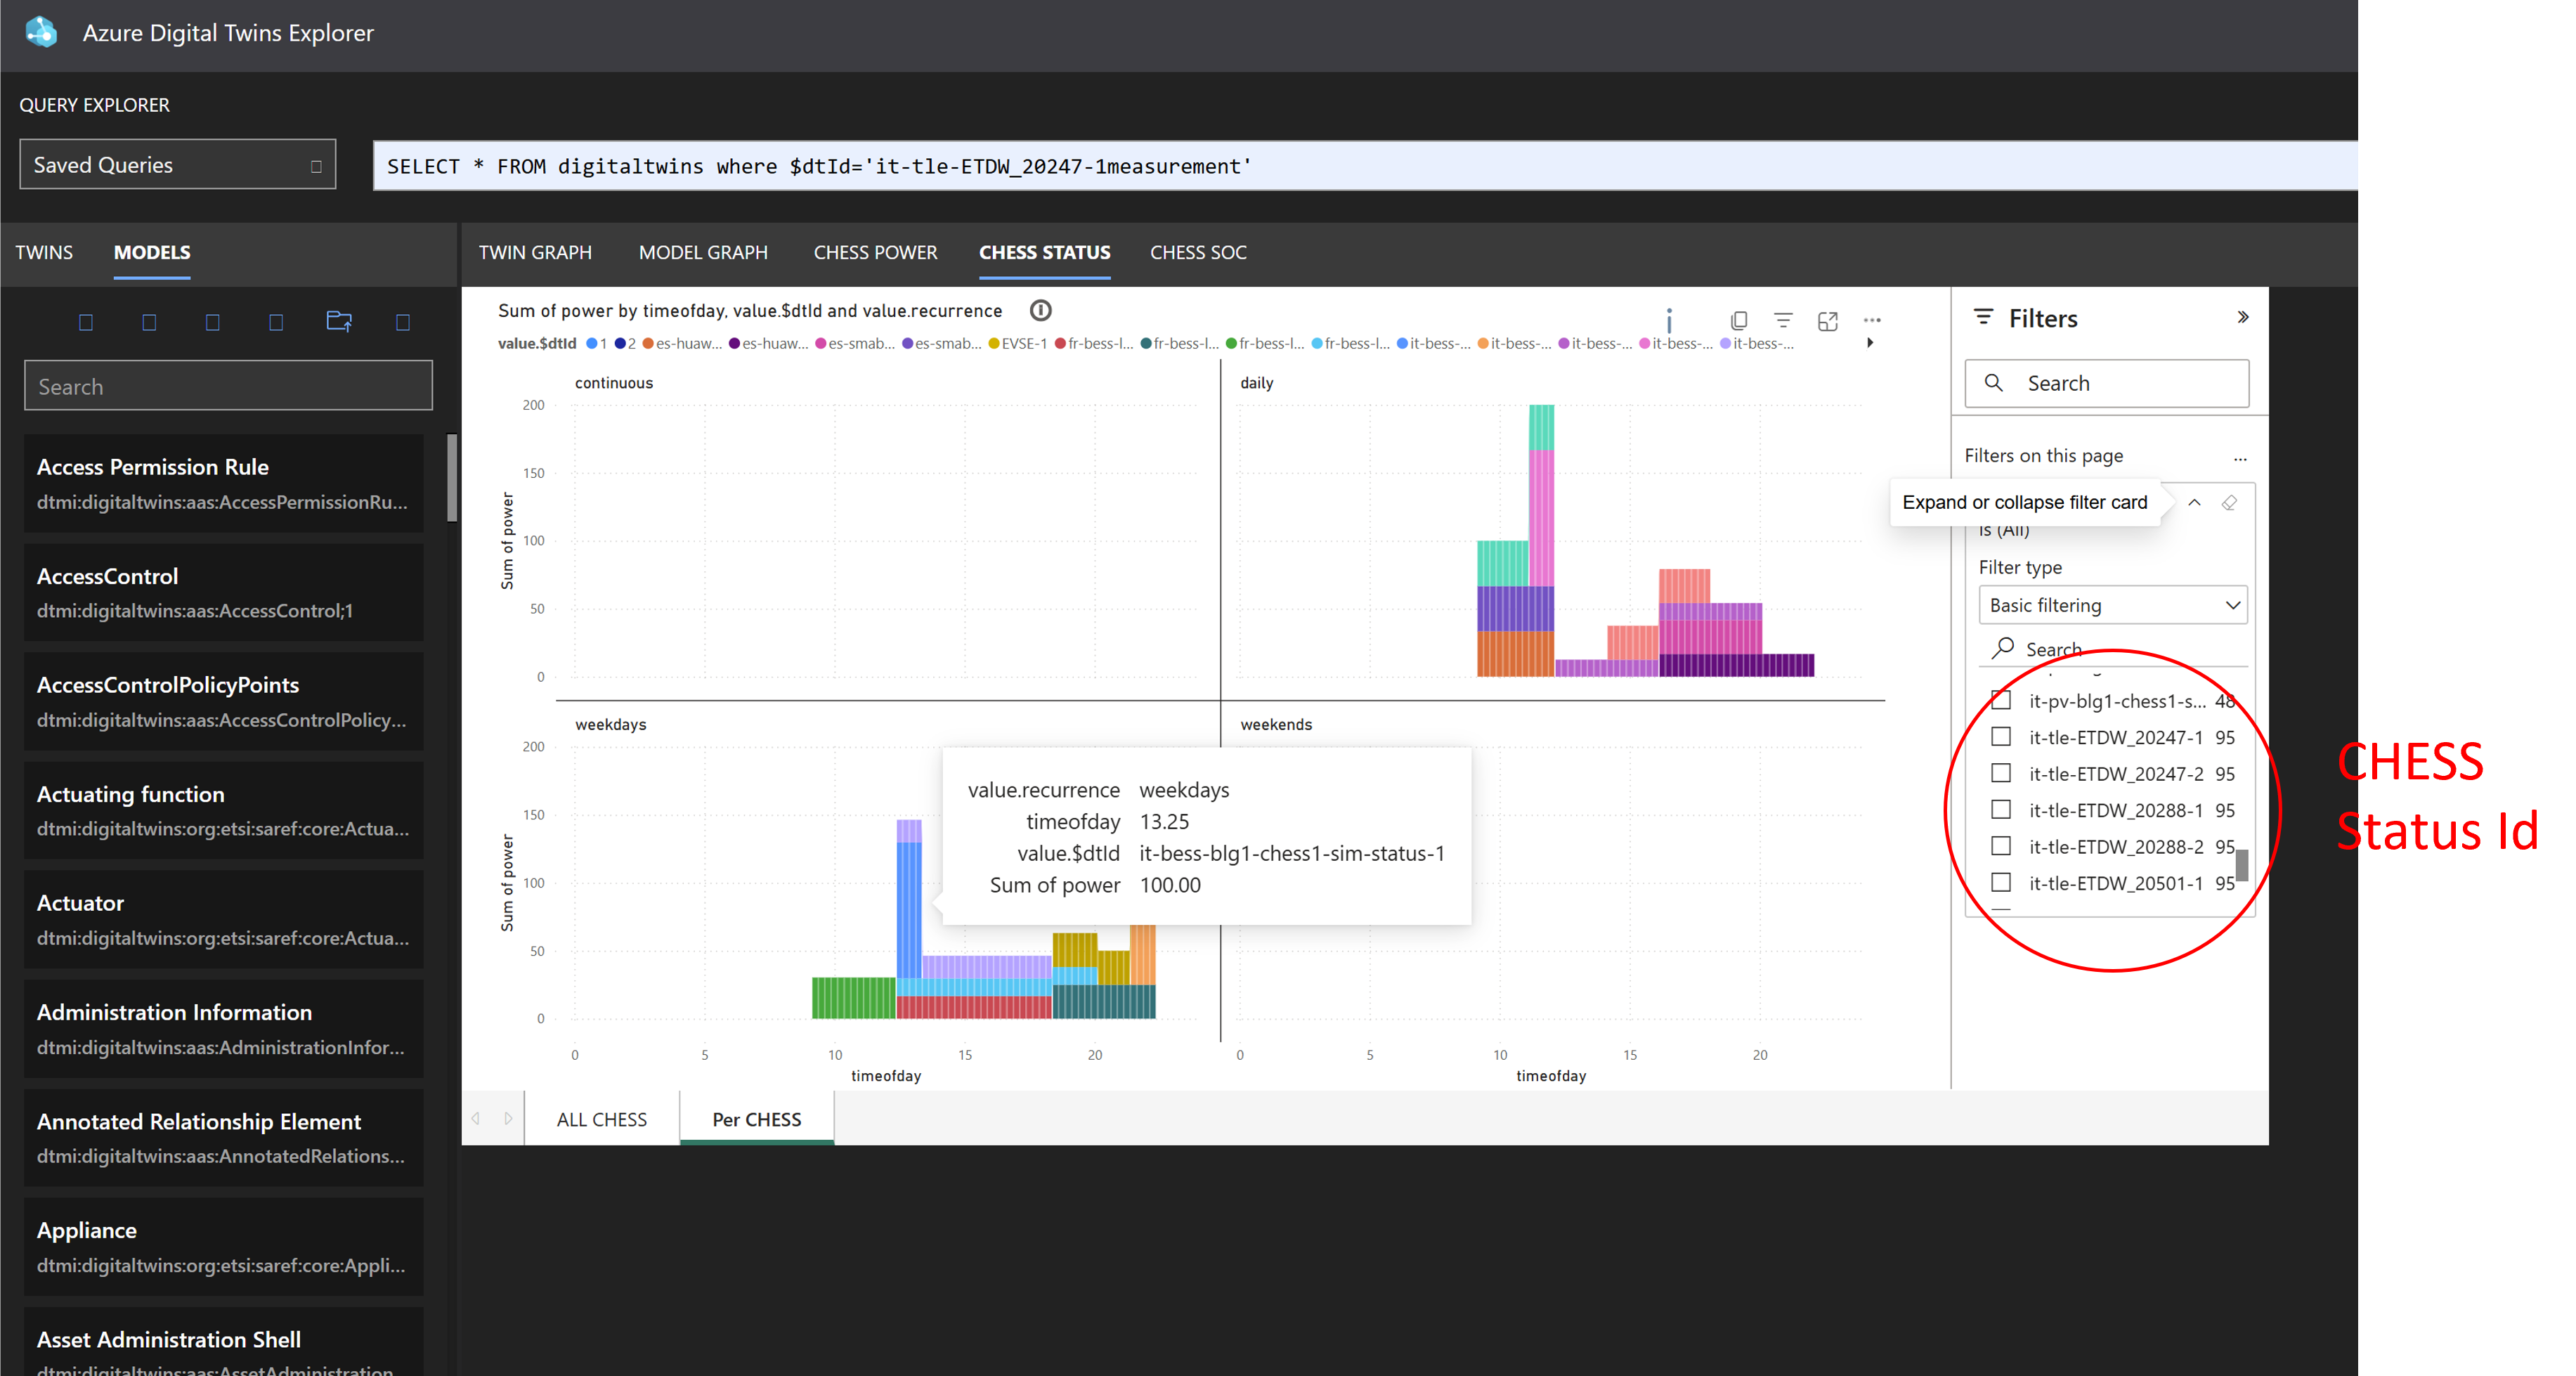 Azure Digital Twins Explorer
QUERY EXPLORER
Saved Queries
SELECT * FROM digitaltwins where $dtId='it-tle-ETDW_20247-1measurement'
TWINS MODELS
TWIN GRAPH MODEL GRAPH CHESS POWER CHESS STATUS CHESS SOC
Search
Access Permission Rule
dtmi:digitaltwins:aas:AccessPermissionRu...
AccessControl
dtmi:digitaltwins:aas:AccessControl;1
AccessControlPolicyPoints
dtmi:digitaltwins:aas:AccessControlPolicy...
Actuating function
dtmi:digitaltwins:org:etsi:saref:core:Actua...
Actuator
dtmi:digitaltwins:org:etsi:saref:core:Actua...
Administration Information
dtmi:digitaltwins:aas:AdministrationInfor...
Annotated Relationship Element
dtmi:digitaltwins:aas:AnnotatedRelations...
Appliance
dtmi:digitaltwins:org:etsi:saref:core:Appli...
Asset Administration Shell
dtmi:digitaltwins:aas:AssetAdministration
Sum of power by timeofday, value.$dtId and value.recurrence
value.$dtId 1 2 es-huaw... es-huaw... es-smab... es-smab... EVSE-1 fr-bess-l... fr-bess-l... fr-bess-l... fr-bess-l... it-bess-... it-bess-... it-bess-... it-bess-... it-bess-...
continuous
200
150
100
50
0
Sum of power
daily
weekdays
200
150
100
50
0
Sum of power
0 5 10 15 20
timeofday
weekends
0 5 10 15 20
timeofday
value.recurrence weekdays
timeofday 13.25
value.$dtId it-bess-blg1-chess1-sim-status-1
Sum of power 100.00
ALL CHESS Per CHESS
Filters
Search
Filters on this page ...
Expand or collapse filter card
is (All)
Filter type
Basic filtering
Search
it-pv-blg1-chess1-s... 48
it-tle-ETDW_20247-1 95
it-tle-ETDW_20247-2 95
it-tle-ETDW_20288-1 95
it-tle-ETDW_20288-2 95
it-tle-ETDW_20501-1 95
CHESS
Status Id